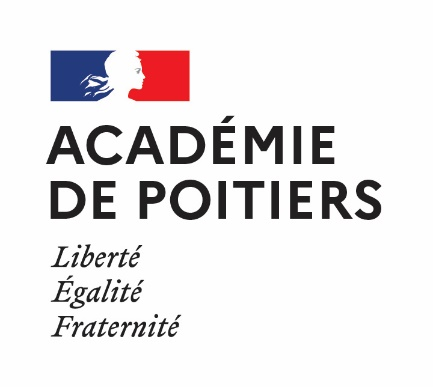 ACADÉMIE
DE POITIERS
Liberté
Égalité
Fraternité